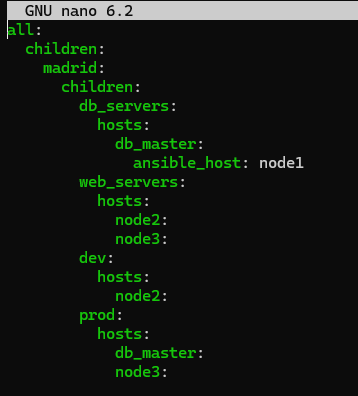 GNU nano 6.2
all:
  children:
    madrid:
      children:
        db_servers:
          hosts:
            db_master:
              ansible_host: node1
        web_servers:
          hosts:
            node2:
            node3:
        dev:
          hosts:
            node2:
        prod:
          hosts:
            db_master:
            node3: